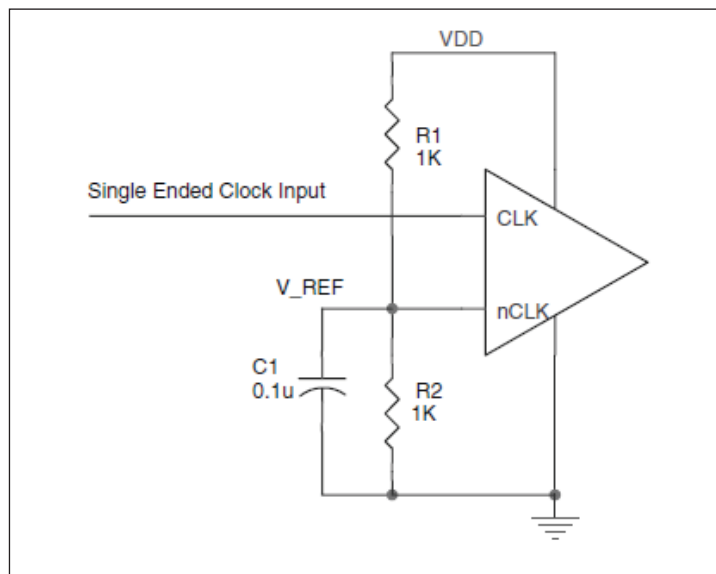 VDD
R1
1K
Single Ended Clock Input
CLK
V_REF
nCLK
C1
0.1u
R2
1K